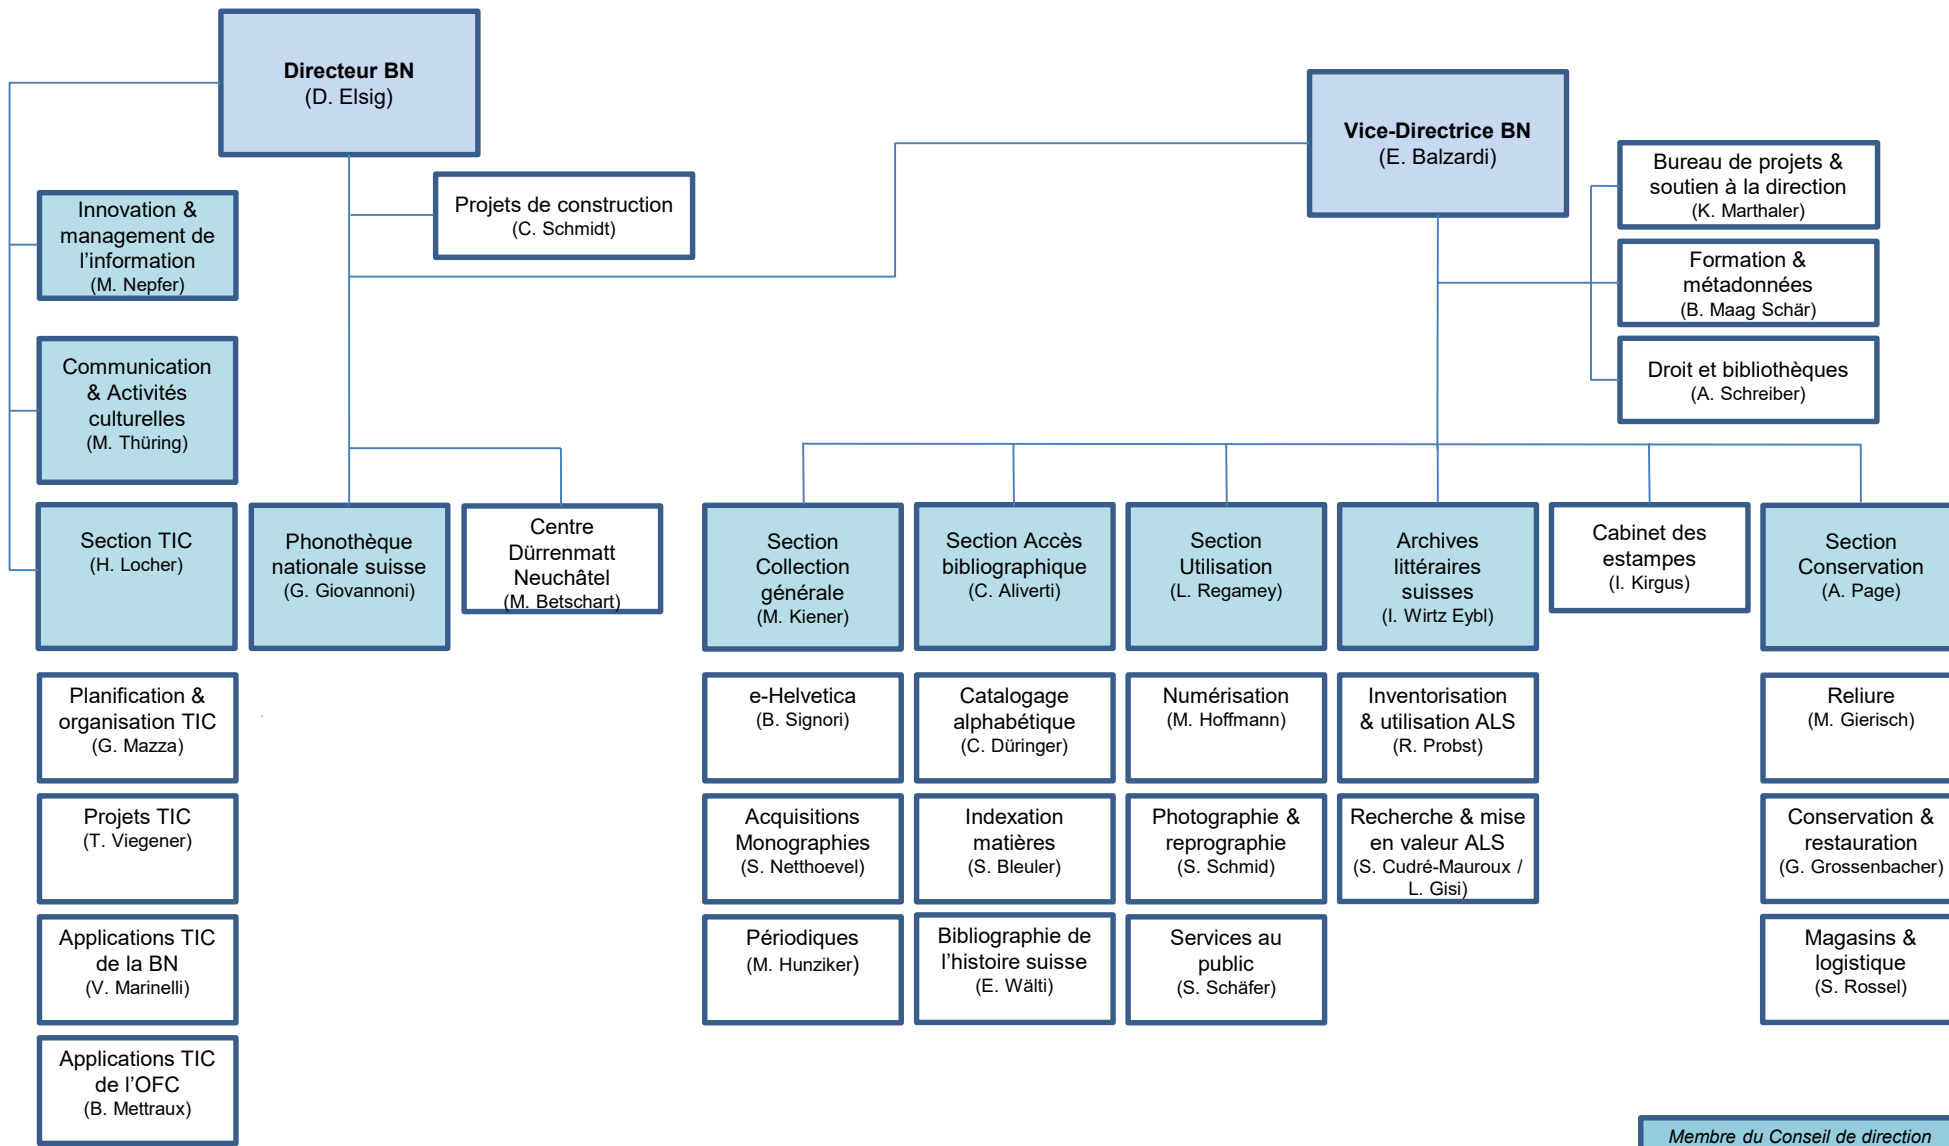 Directeur BN
(D. Elsig)
Vice-Directrice BN
(E. Balzardi)
Projets de construction
(C. Schmidt)
Bureau de projets &
soutien à la direction
(K. Marthaler)
Formation &
métadonnées
(B. Maag Schär)
Droit et bibliothèques
(A. Schreiber)
Innovation &
management de
l’information
(M. Nepfer)
Communication
& Activités
culturelles
(M. Thüring)
Section TIC
(H. Locher)
Phonothèque
nationale suisse
(G. Giovannoni)
Centre
Dürrenmatt
Neuchâtel
(M. Betschart)
Section
Collection
générale
(M. Kiener)
Section Accès
bibliographique
(C. Aliverti)
Section
Utilisation
(L. Regamey)
Archives
littéraires
suisses
(I. Wirtz Eybl)
Cabinet des
estampes
(I. Kirgus)
Section
Conservation
(A. Page)
Planification &
organisation TIC
(G. Mazza)
Projets TIC
(T. Viegener)
Applications TIC
de la BN
(V. Marinelli)
Applications TIC
de l’OFC
(B. Mettraux)
e-Helvetica
(B. Signori)
Acquisitions
Monographies
(S. Netthoevel)
Périodiques
(M. Hunziker)
Catalogage
alphabétique
(C. Düringer)
Indexation
matières
(S. Bleuler)
Bibliographie de
l’histoire suisse
(E. Wälti)
Numérisation
(M. Hoffmann)
Photographie &
reprographie
(S. Schmid)
Services au
public
(S. Schäfer)
Inventorisation
& utilisation ALS
(R. Probst)
Recherche & mise
en valeur ALS
(S. Cudré-Mauroux /
L. Gisi)
Reliure
(M. Gierisch)
Conservation &
restauration
(G. Grossenbacher)
Magasins &
logistique
(S. Rossel)
Membre du Conseil de direction